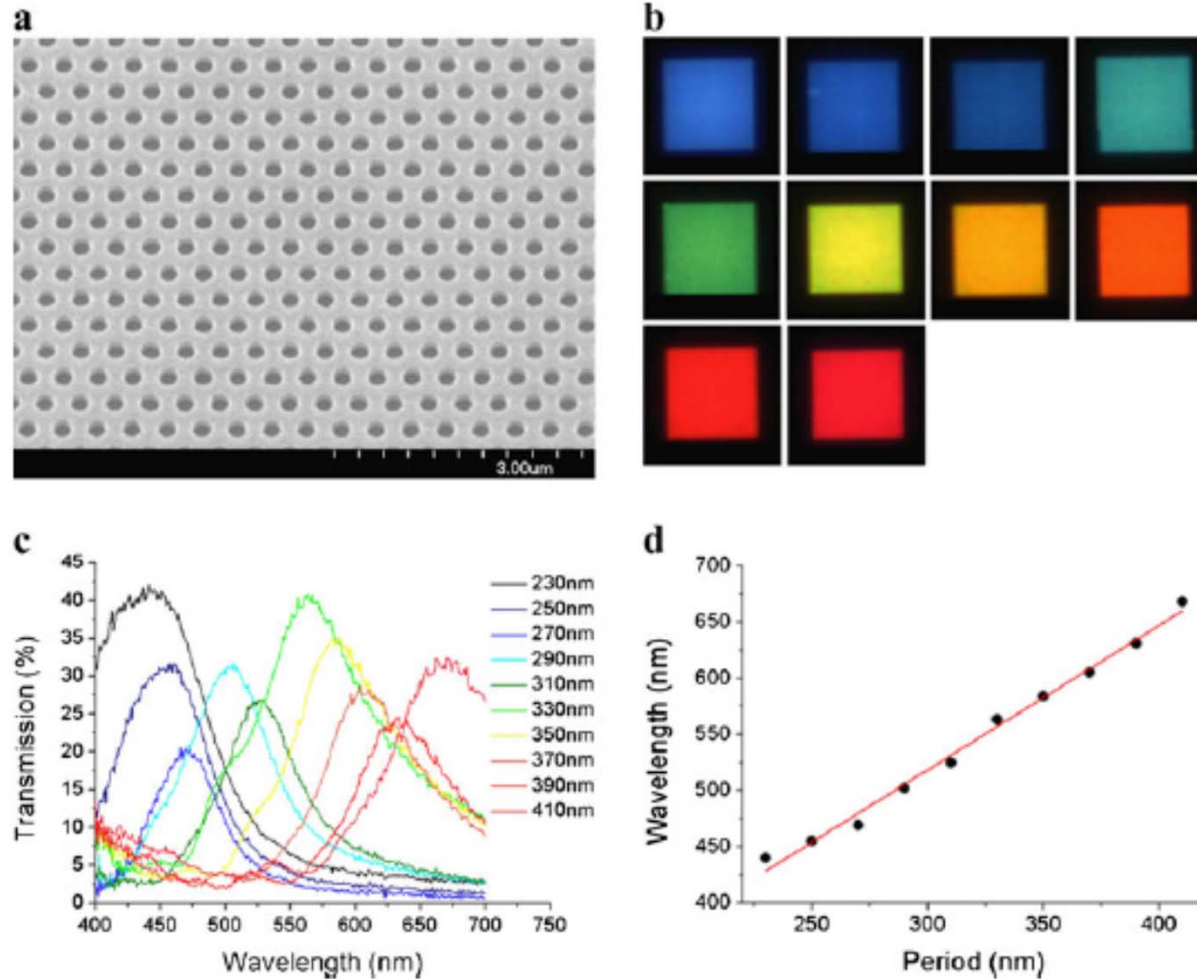 a
3.00um
b
c
Transmission (%)
45
40
35
30
25
20
15
10
5
0
400 450 500 550 600 650 700 750
Wavelength (nm)
230nm
250nm
270nm
290nm
310nm
330nm
350nm
370nm
390nm
410nm
d
Wavelength (nm)
700
650
600
550
500
450
400
250 300 350 400
Period (nm)